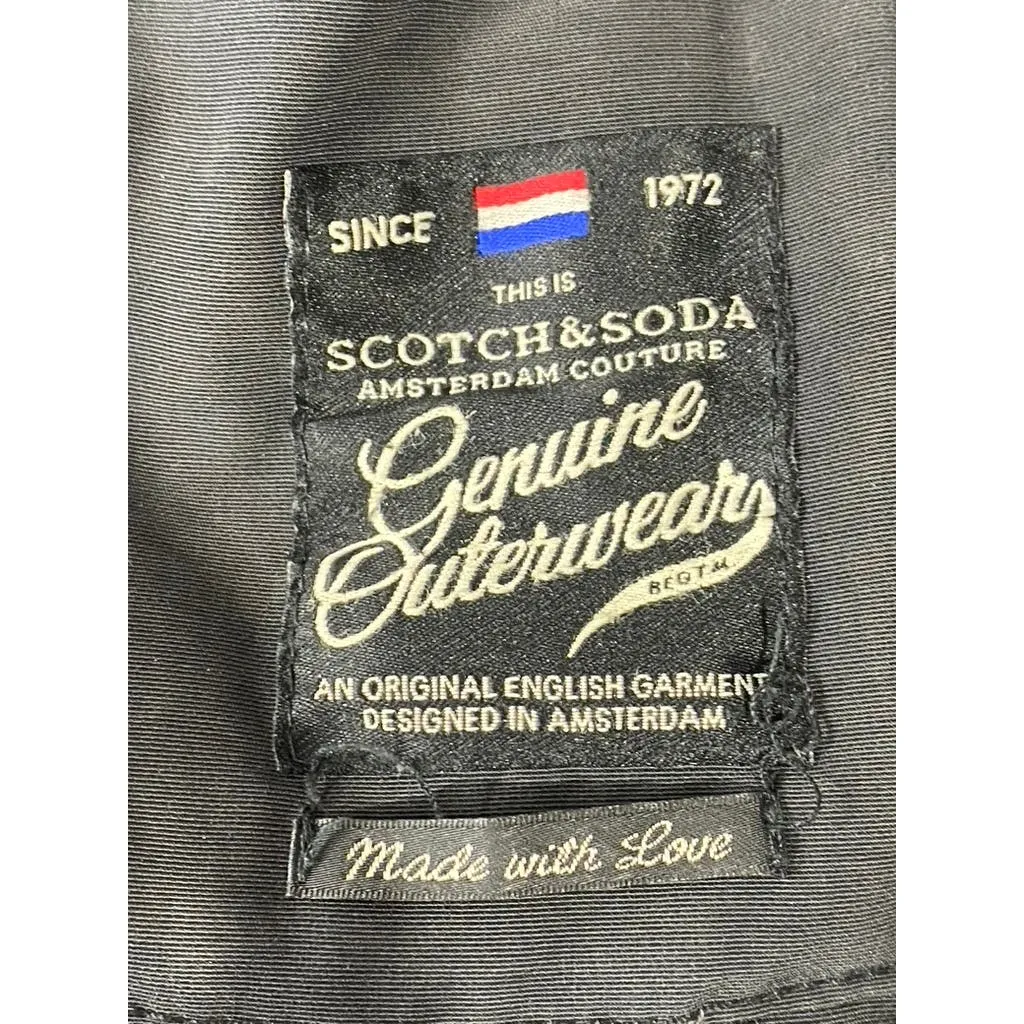 SINCE 1972
THIS IS
SCOTCH & SODA
AMSTERDAM COUTURE
Genuine
Outerwear
BEQTM
AN ORIGINAL ENGLISH GARMENT
DESIGNED IN AMSTERDAM
Made with Love